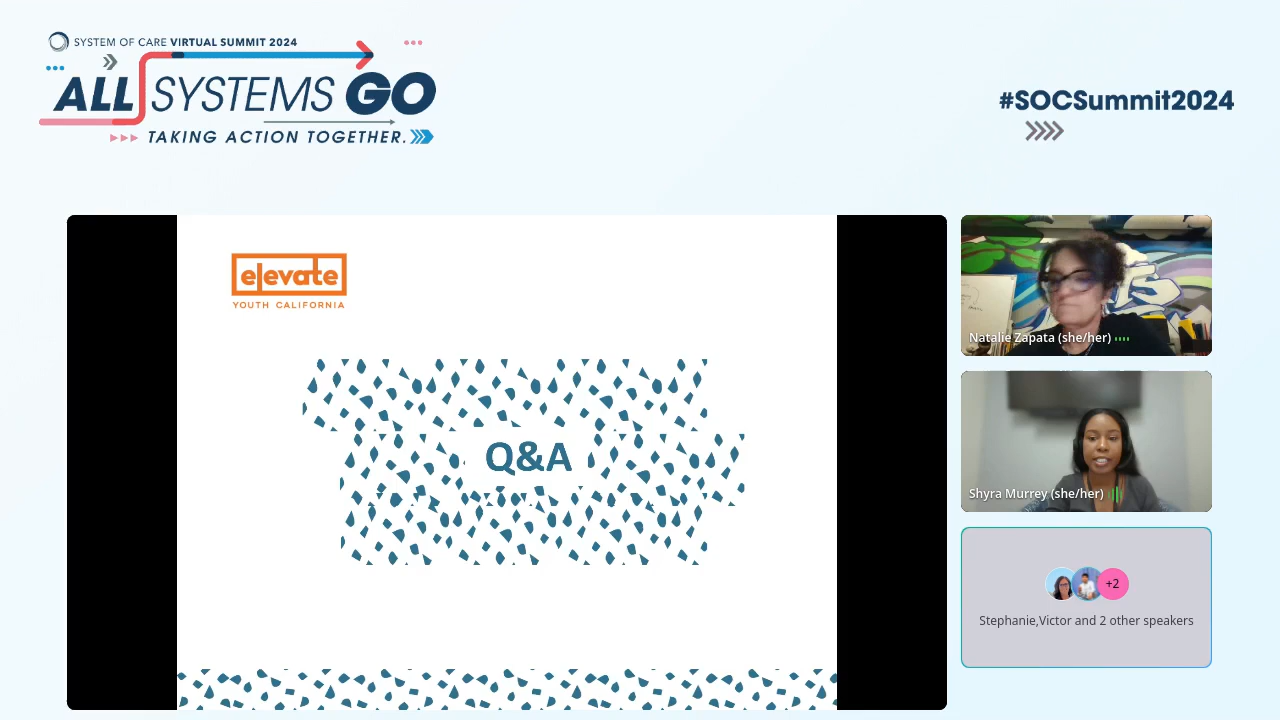 SYSTEM OF CARE VIRTUAL SUMMIT 2024
ALL SYSTEMS GO
TAKING ACTION TOGETHER.
#SOCSummit2024
elevate
YOUTH CALIFORNIA
Q&A
Natalie Zapata (she/her)
Shyra Murrey (she/her)
+2
Stephanie,Victor and 2 other speakers